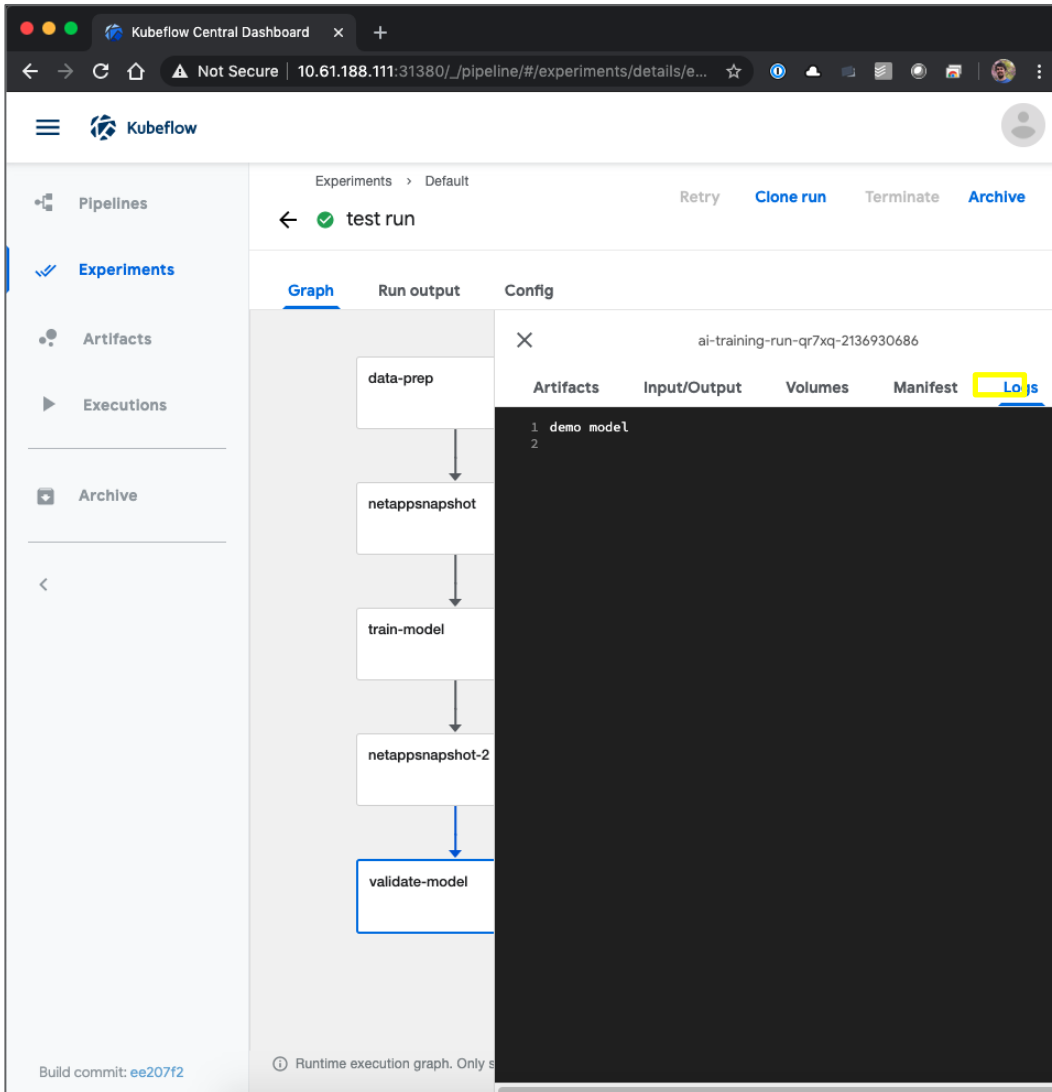 Kubeflow Central Dashboard
Not Secure | 10.61.188.111:31380/_/pipeline/#/experiments/details/e...
Kubeflow
Pipelines
Experiments
Artifacts
Executions
Archive
Build commit: ee207f2
Experiments > Default
test run
Retry Clone run Terminate Archive
Graph Run output Config
data-prep
netappsnapshot
train-model
netappsnapshot-2
validate-model
Runtime execution graph. Only s
ai-training-run-qr7xq-2136930686
Artifacts Input/Output Volumes Manifest Logs
1 demo model
2